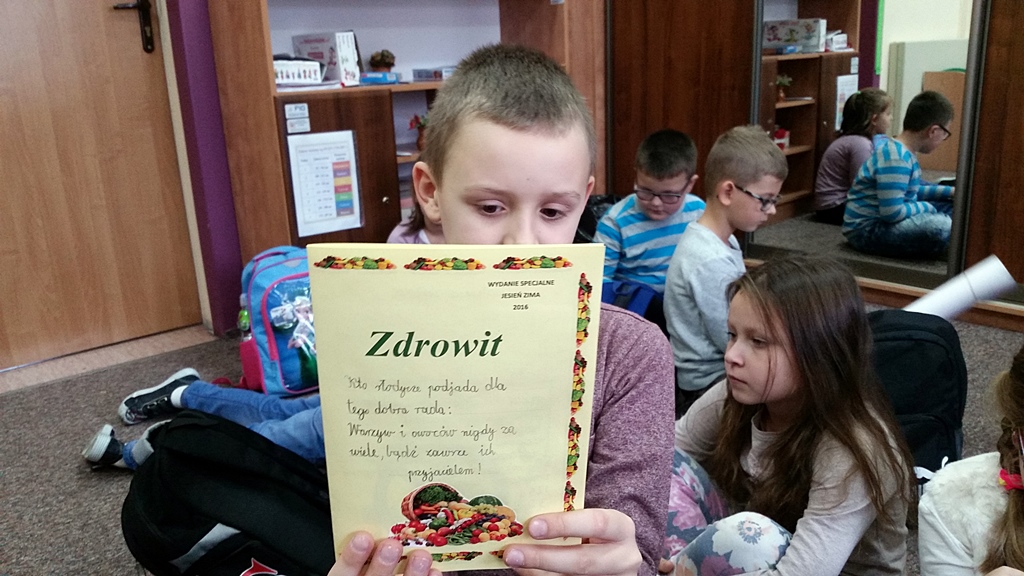 WYDANIE SPECJALNE
JESIEŃ ZIMA
2016
Zdrowit
Kto słodycze podjada dla
tego dobra rada:
Warzyw i owoców nigdy za
wiele, bądź zawsze ich
przyjacielem!